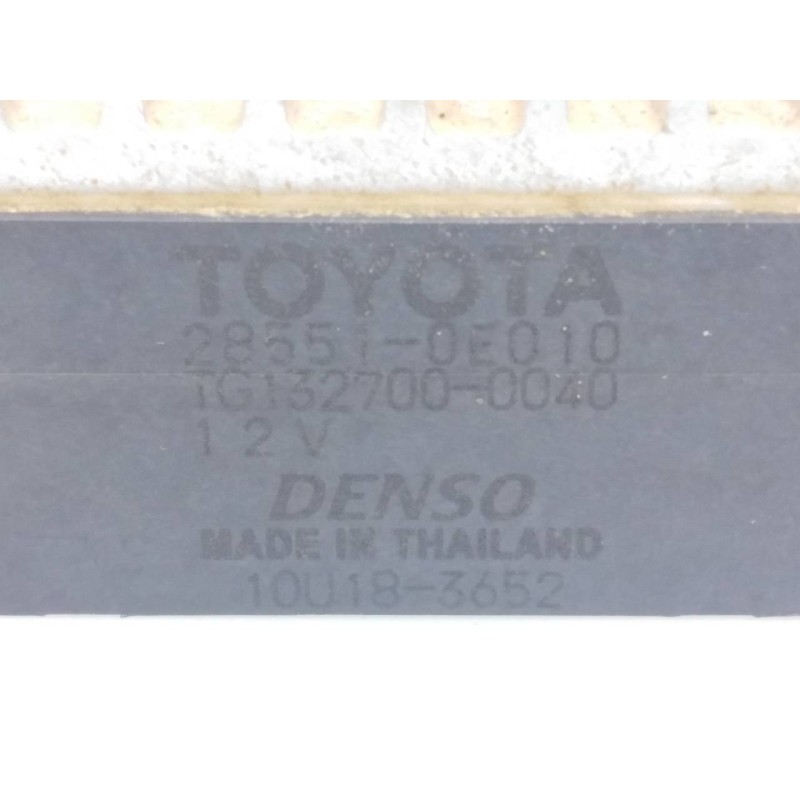 TOYOTA
28551-0E010
TG132700-0040
12V
DENSO
MADE IN THAILAND
10U18-3652